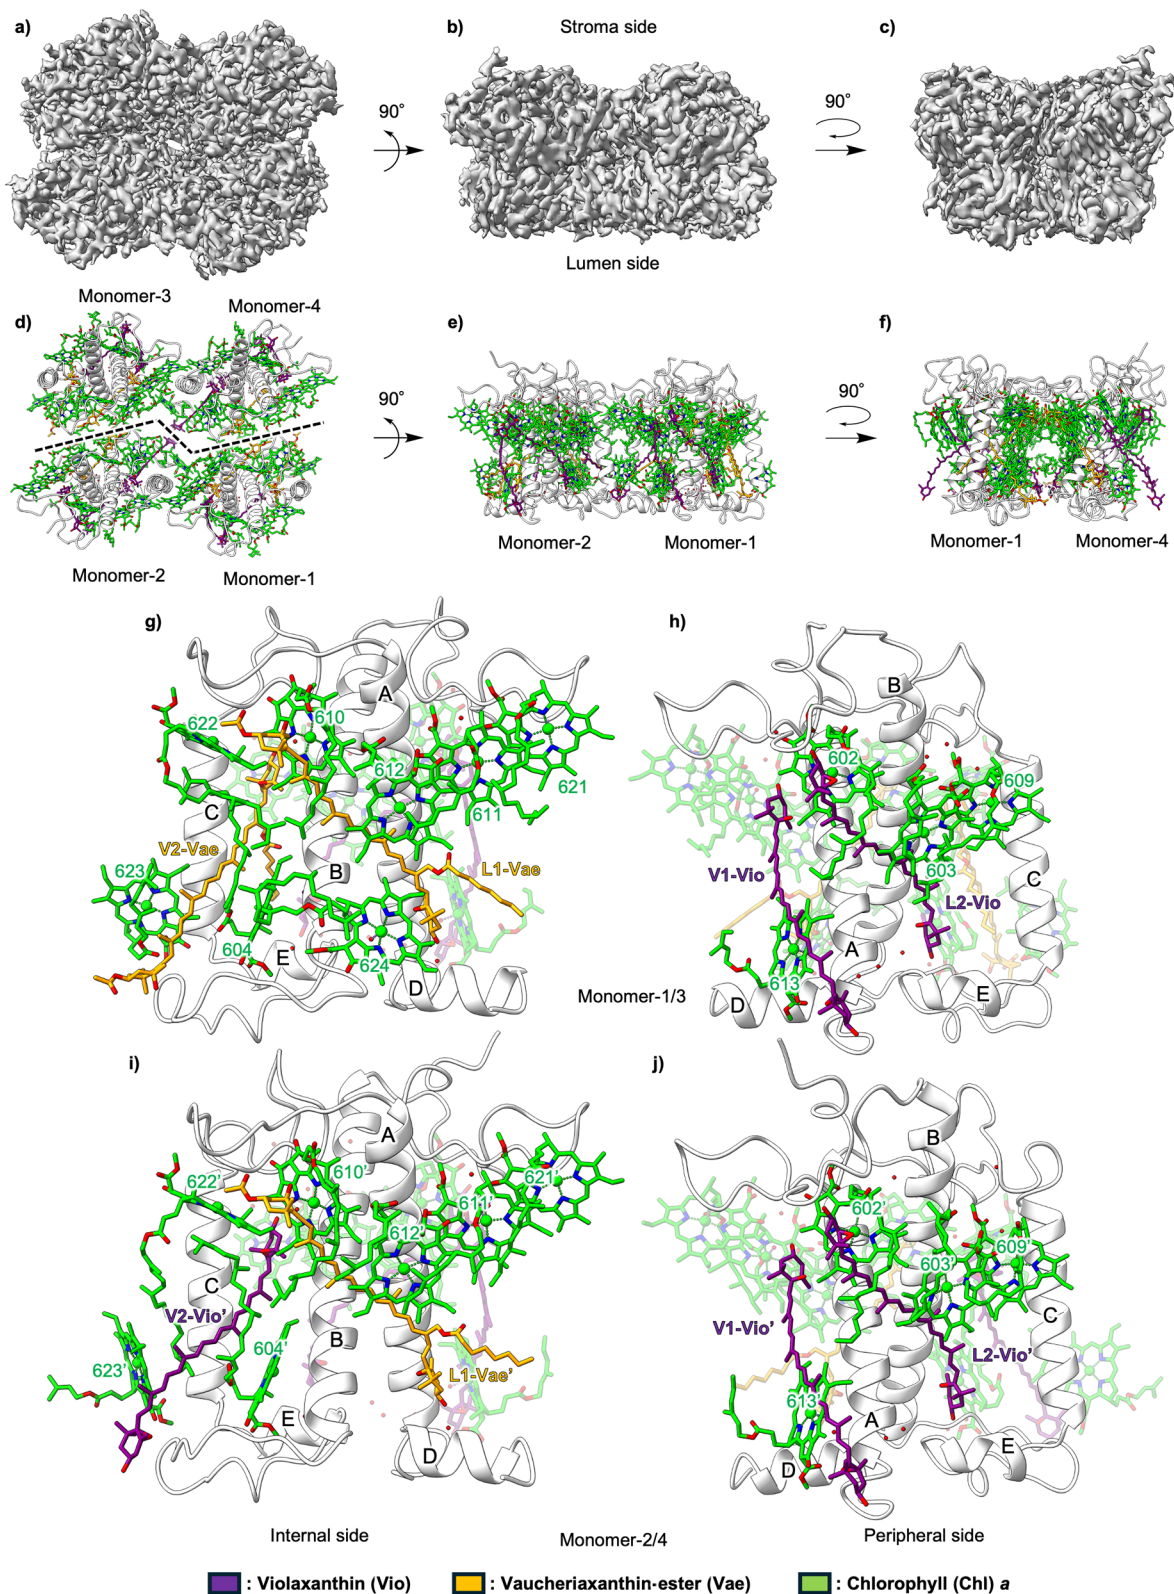 a)
b)
Stroma side
c)
90°
90°
Lumen side
Monomer-3
Monomer-4
d)
e)
f)
90°
90°
Monomer-2
Monomer-1
Monomer-2
Monomer-1
Monomer-1
Monomer-4
g)
A
622
610
612
621
611
C
V2-Vae
B
L1-Vae
623
604
E
624
D
h)
B
602
609
V1-Vio
603
L2-Vio
C
A
613
D
E
Monomer-1/3
i)
A
622'
610'
621'
611'
612'
C
V2-Vio'
B
604'
L1-Vae'
623'
E
D
j)
B
602'
609'
603'
C
V1-Vio'
L2-Vio'
613'
A
E
D
Internal side
Monomer-2/4
Peripheral side
: Violaxanthin (Vio)
: Vaucheriaxanthin-ester (Vae)
: Chlorophyll (Chl) a